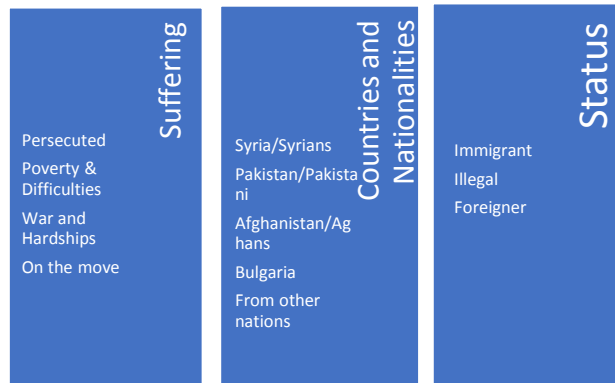 Suffering
Persecuted
Poverty &
Difficulties
War and
Hardships
On the move
Countries and
Nationalities
Syria/Syrians
Pakistan/Pakista
ni
Afghanistan/Ag
hans
Bulgaria
From other
nations
Status
Immigrant
Illegal
Foreigner